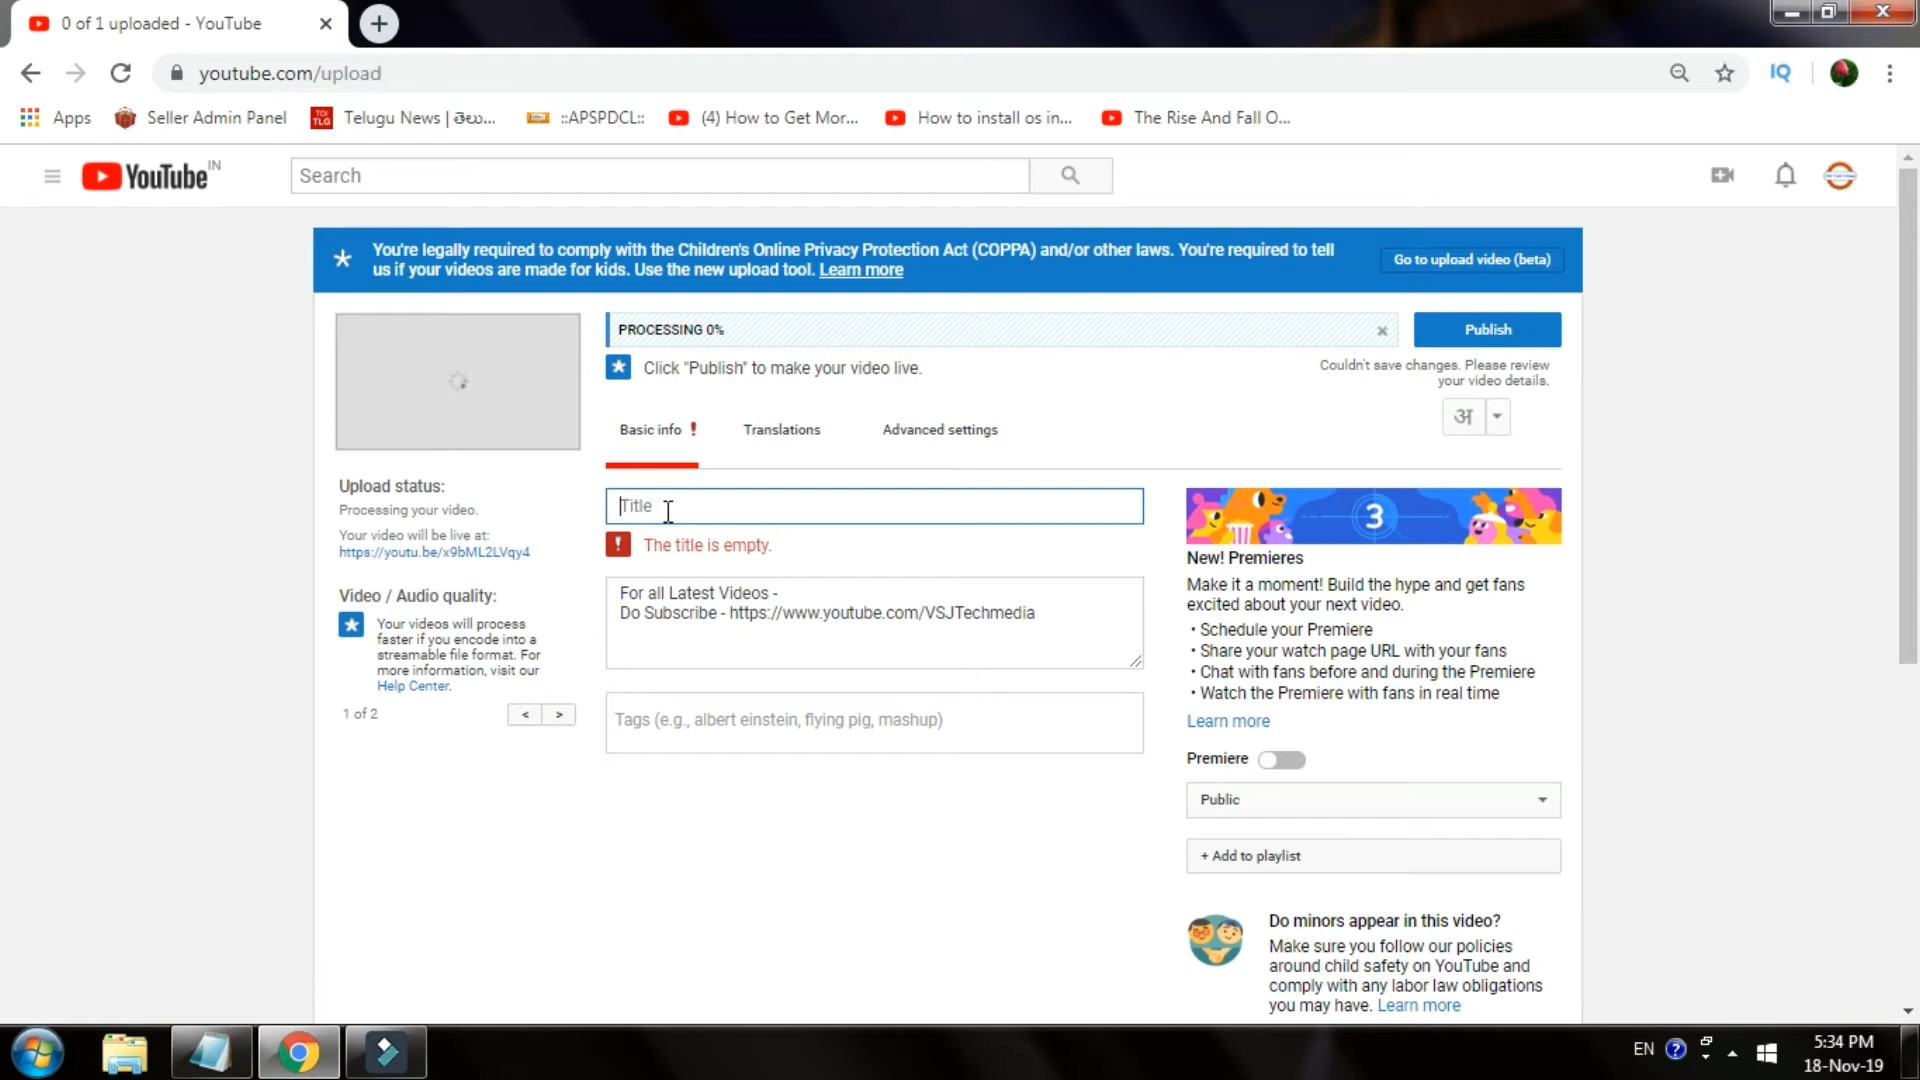 0 of 1 uploaded - YouTube
youtube.com/upload
IQ
Apps
Seller Admin Panel
TOI
TLG
Telugu News | తెలు...
::APSPDCL::
(4) How to Get Mor...
How to install os in...
The Rise And Fall O...
YouTube IN
Search
You're legally required to comply with the Children's Online Privacy Protection Act (COPPA) and/or other laws. You're required to tell
us if your videos are made for kids. Use the new upload tool. Learn more
Go to upload video (beta)
PROCESSING 0%
Publish
Click "Publish" to make your video live.
Couldn't save changes. Please review
your video details.
अ
Basic info
Translations
Advanced settings
Upload status:
Processing your video.
Your video will be live at:
https://youtu.be/x9bML2LVqy4
Video / Audio quality:
Your videos will process
faster if you encode into a
streamable file format. For
more information, visit our
Help Center.
1 of 2
<
>
Title
The title is empty.
For all Latest Videos -
Do Subscribe - https://www.youtube.com/VSJTechmedia
Tags (e.g., albert einstein, flying pig, mashup)
3
New! Premieres
Make it a moment! Build the hype and get fans
excited about your next video.
• Schedule your Premiere
• Share your watch page URL with your fans
• Chat with fans before and during the Premiere
• Watch the Premiere with fans in real time
Learn more
Premiere
Public
+ Add to playlist
Do minors appear in this video?
Make sure you follow our policies
around child safety on YouTube and
comply with any labor law obligations
you may have. Learn more
EN
5:34 PM
18-Nov-19